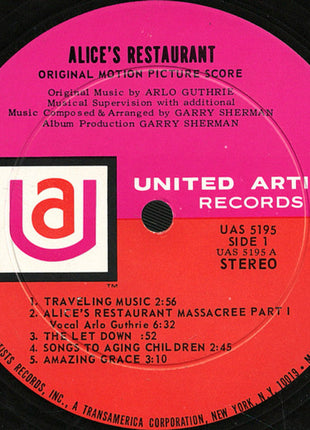 ALICE'S RESTAURANT
ORIGINAL MOTION PICTURE SCORE
Original Music by ARLO GUTHRIE
Musical Supervision with additional
Music Composed & Arranged by GARRY SHERMAN
Album Production GARRY SHERMAN
ua
UNITED ARTI
RECORDS
™
UAS 5195
SIDE 1
UAS 5195 A
STEREO
1. TRAVELING MUSIC 2:56
2. ALICE'S RESTAURANT MASSACREE PART I
Vocal Arlo Guthrie 6:32
3. THE LET DOWN :52
4. SONGS TO AGING CHILDREN 2:45
5. AMAZING GRACE 3:10
ISTS RECORDS, INC., A TRANSAMERICA CORPORATION, NEW YORK, N.Y. 10019 • M